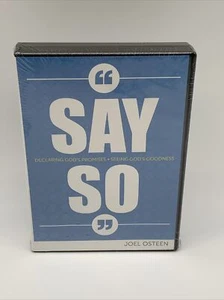 “
SAY
DECLARING GOD'S PROMISES • SEEING GOD'S GOODNESS
SO
”
JOEL OSTEEN